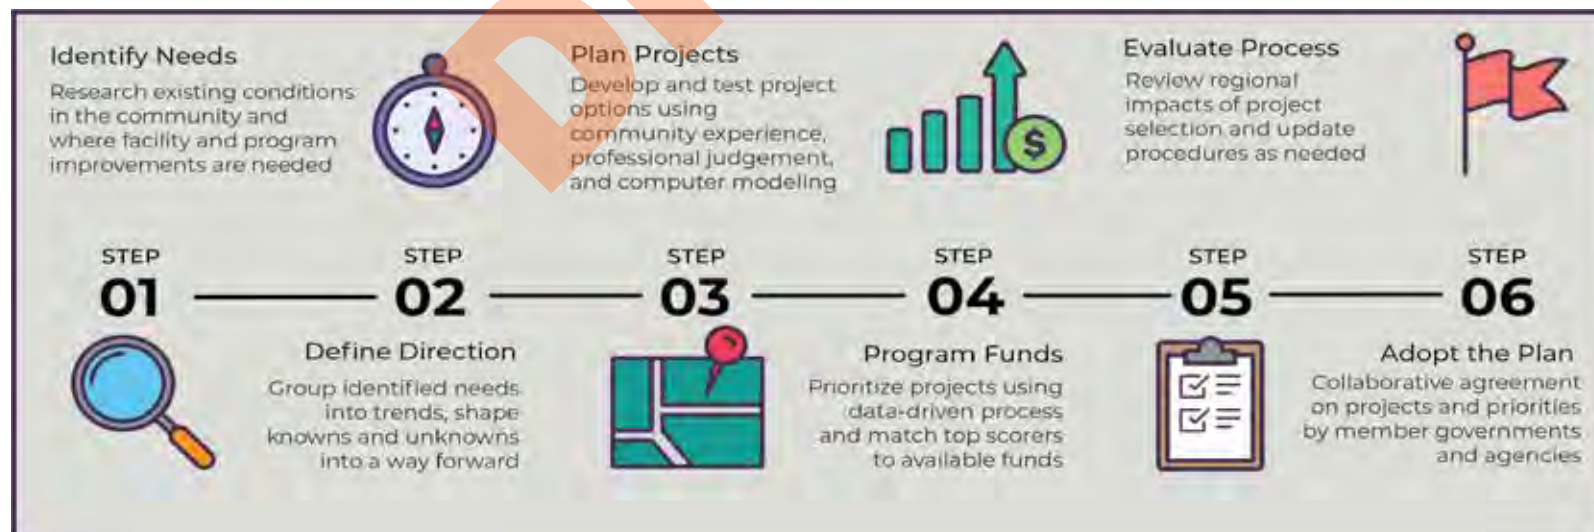 Identify Needs
Research existing conditions
in the community and
where facility and program
improvements are needed
Plan Projects
Develop and test project
options using
community experience,
professional judgement,
and computer modeling
$
Evaluate Process
Review regional
impacts of project
selection and update
procedures as needed
STEP
01
STEP
02
STEP
03
STEP
04
STEP
05
STEP
06
Define Direction
Group identified needs
into trends, shape
knowns and unknowns
into a way forward
Program Funds
Prioritize projects using
data-driven process
and match top scorers
to available funds
Adopt the Plan
Collaborative agreement
on projects and priorities
by member governments
and agencies